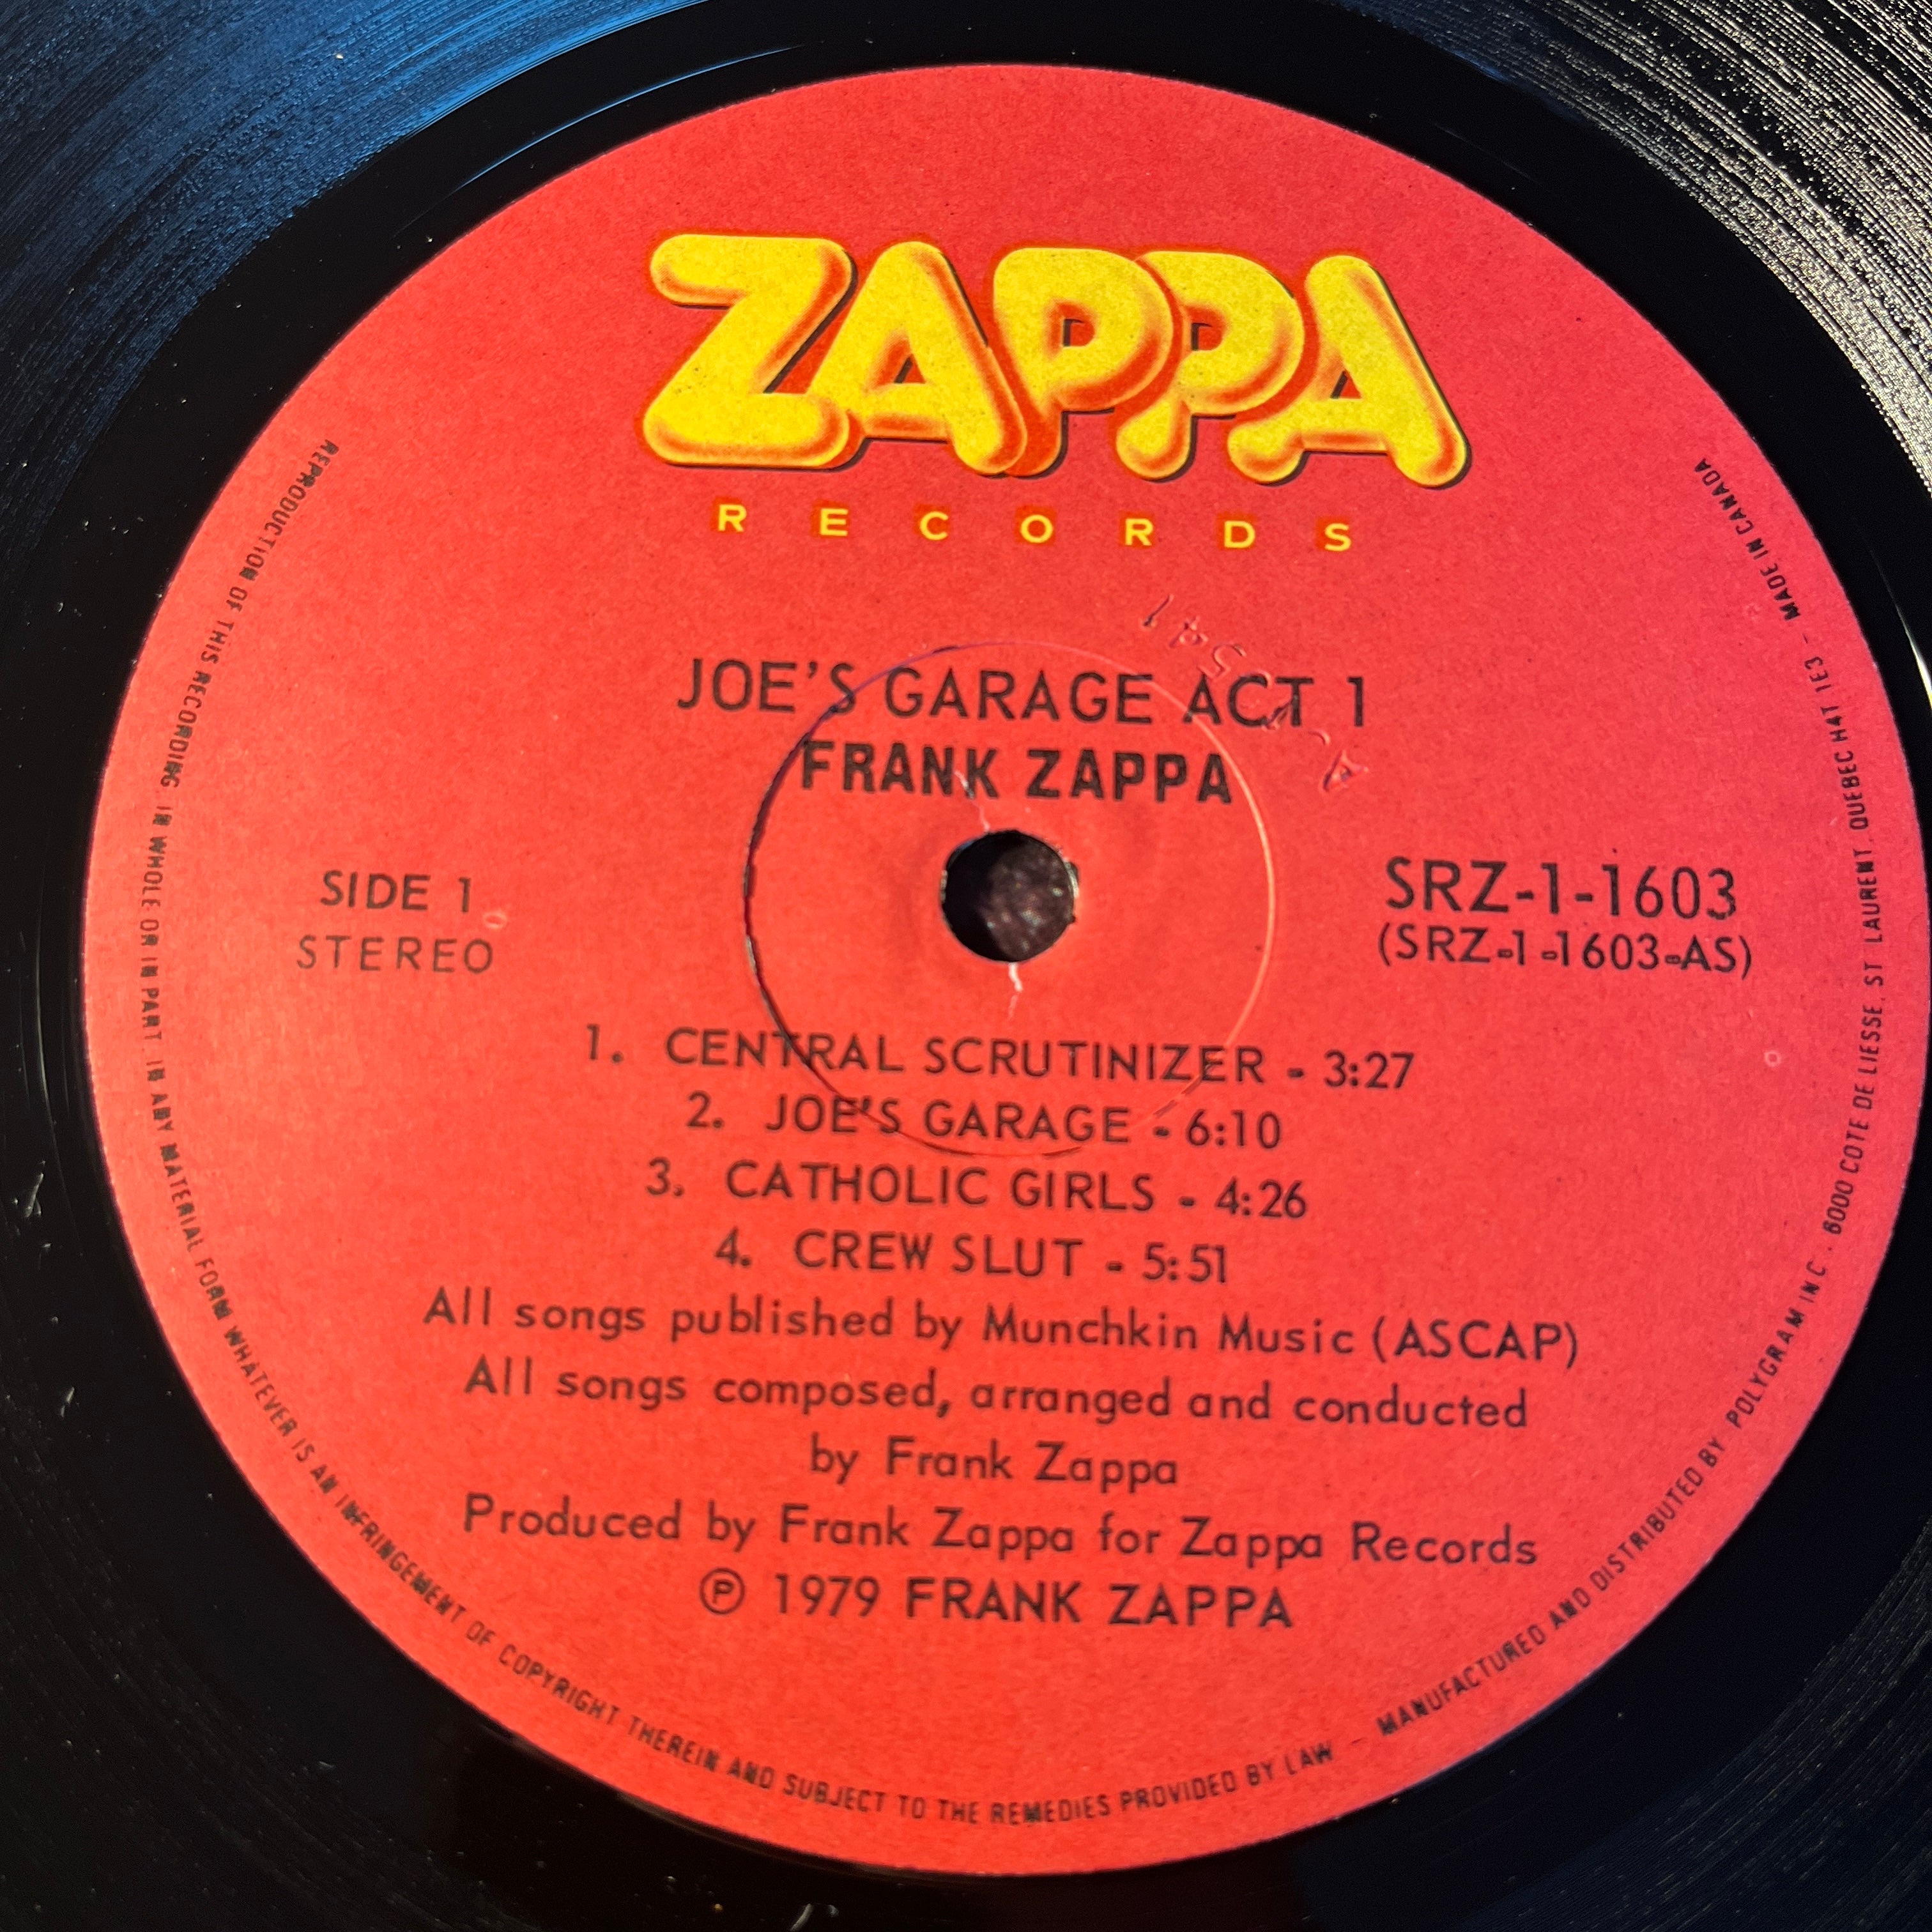 ZAPPA
RECORDS
JOE'S GARAGE ACT 1
FRANK ZAPPA
SIDE 1
STEREO
SRZ-1-1603
(SRZ-1-1603-AS)
1. CENTRAL SCRUTINIZER - 3:27
2. JOE'S GARAGE - 6:10
3. CATHOLIC GIRLS - 4:26
4. CREW SLUT - 5:51
All songs published by Munchkin Music (ASCAP)
All songs composed, arranged and conducted
by Frank Zappa
Produced by Frank Zappa for Zappa Records
Ⓟ 1979 FRANK ZAPPA
REPRODUCTION OF THIS RECORDING IN WHOLE OR IN PART IN ANY MATERIAL FORM WHATEVER IS AN INFRINGEMENT OF COPYRIGHT THEREIN AND SUBJECT TO THE REMEDIES PROVIDED BY LAW - MANUFACTURED AND DISTRIBUTED BY POLYGRAM INC. 6000 COTE DE LIESSE, ST LAURENT, QUEBEC H4T 1E3 - MADE IN CANADA